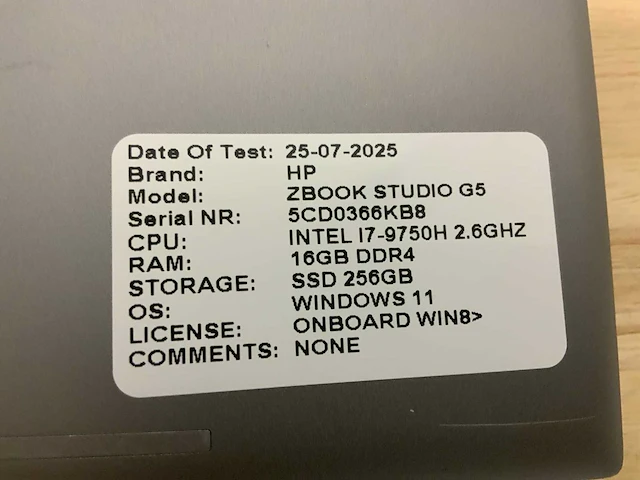 Date Of Test: 25-07-2025
Brand: HP
Model: ZBOOK STUDIO G5
Serial NR: 5CD0366KB8
CPU: INTEL I7-9750H 2.6GHZ
RAM: 16GB DDR4
STORAGE: SSD 256GB
OS: WINDOWS 11
LICENSE: ONBOARD WIN8>
COMMENTS: NONE